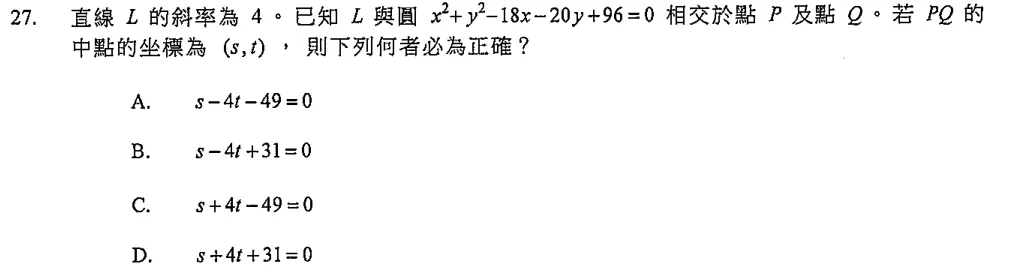 27. 直線 L 的斜率為 4。已知 L 與圓 x²+y²−18x−20y+96=0 相交於點 P 及點 Q。若 PQ 的
中點的坐標為 (s,t)，則下列何者必為正確？
A. s−4t−49=0
B. s−4t+31=0
C. s+4t−49=0
D. s+4t+31=0